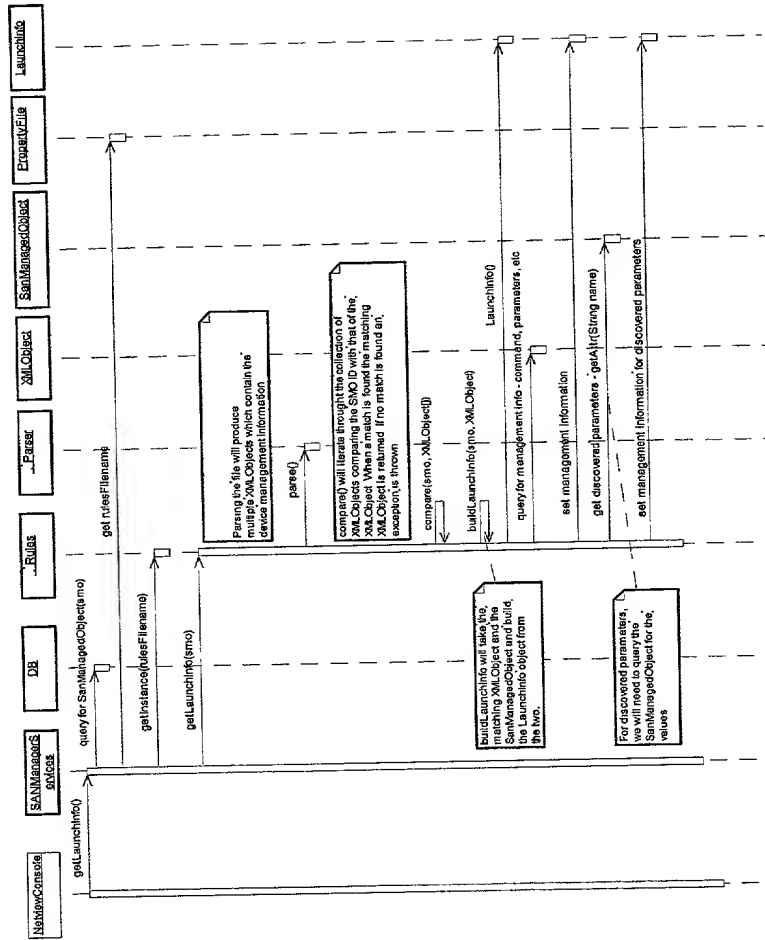 NetviewConsole
SANManagerS
ervices
DB
: Rules
: Parser
XMLObject
SanManagedObject
PropertyFile
LaunchInfo
getLaunchInfo()
query for SanManagedObject(smo)
get rulesFilename
getInstance(rulesFilename)
getLaunchInfo(smo)
Parsing the file will produce
multiple XMLObjects which contain the
device management information
parse()
compare() will iterate throught the collection of
XMLObjects comparing the SMO ID with that of the
XMLObject When a match is found the matching
XMLObject is returned If no match is found an
exception is thrown
compare(smo, XMLObject[])
buildLaunchInfo(smo, XMLObject)
buildLaunchInfo will take the
matching XMLObject and the
SanManagedObject and build
the LaunchInfo object from
the two.
LaunchInfo()
query for management info - command, parameters, etc
set management information
get discovered parameters - getAttr(String name)
For discovered parameters,
we will need to query the
SanManagedObject for the
values
set management information for discovered parameters